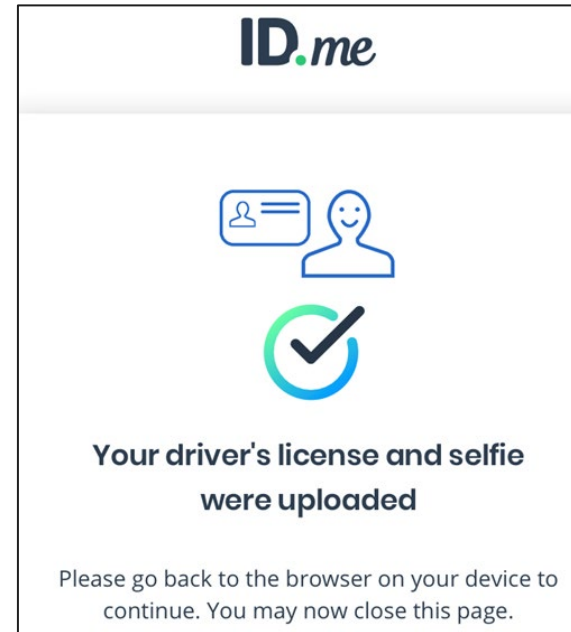 ID.me
Your driver's license and selfie
were uploaded
Please go back to the browser on your device to
continue. You may now close this page.